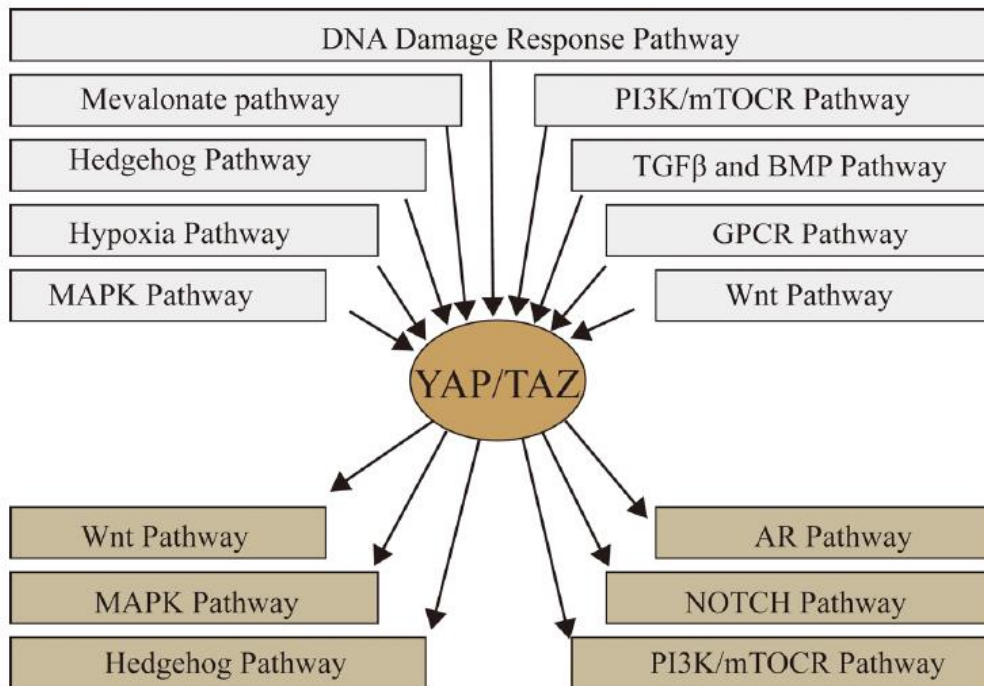 DNA Damage Response Pathway
Mevalonate pathway
PI3K/mTOCR Pathway
Hedgehog Pathway
TGFβ and BMP Pathway
Hypoxia Pathway
GPCR Pathway
MAPK Pathway
Wnt Pathway
YAP/TAZ
Wnt Pathway
AR Pathway
MAPK Pathway
NOTCH Pathway
Hedgehog Pathway
PI3K/mTOCR Pathway